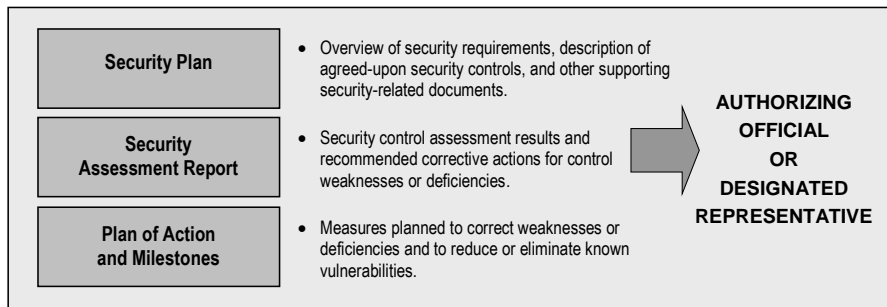 Security Plan
• Overview of security requirements, description of
agreed-upon security controls, and other supporting
security-related documents.
Security
Assessment Report
• Security control assessment results and
recommended corrective actions for control
weaknesses or deficiencies.
Plan of Action
and Milestones
• Measures planned to correct weaknesses or
deficiencies and to reduce or eliminate known
vulnerabilities.
AUTHORIZING
OFFICIAL
OR
DESIGNATED
REPRESENTATIVE